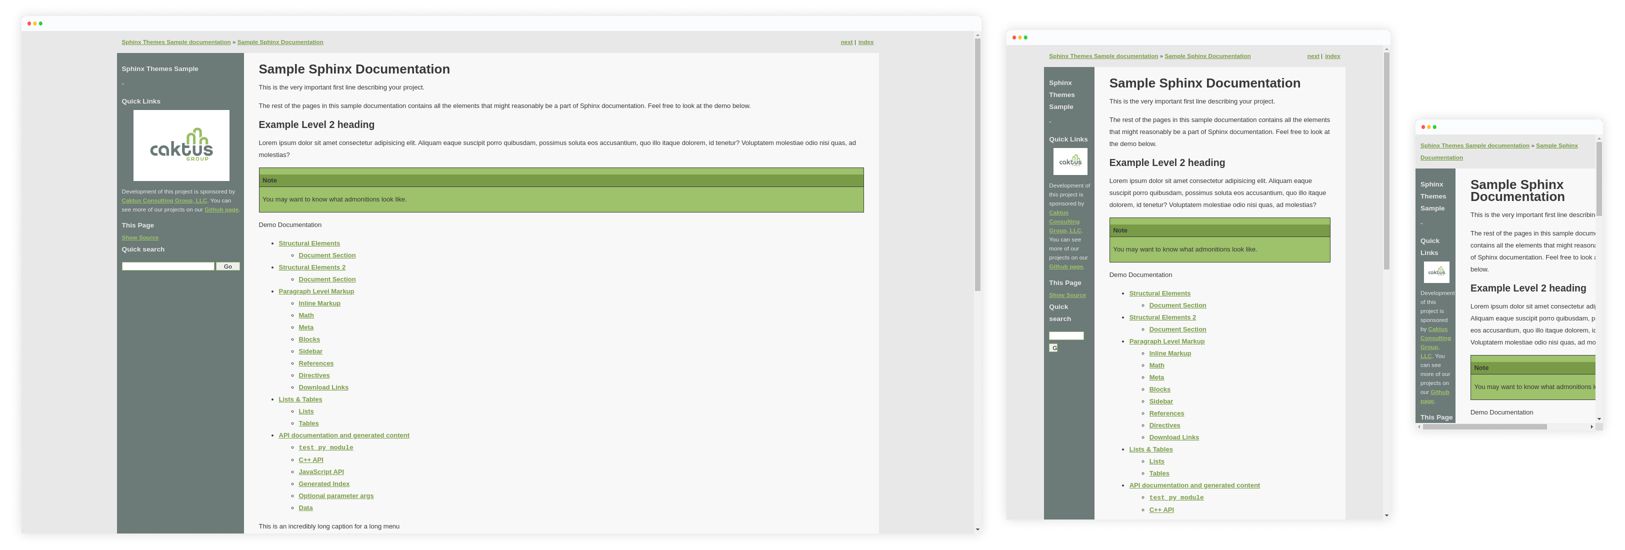 Sphinx Themes Sample documentation » Sample Sphinx Documentation
next | index
Sphinx Themes Sample
-
Quick Links
caktus
GROUP
Development of this project is sponsored by
Caktus Consulting Group, LLC. You can
see more of our projects on our Github page.
This Page
Show Source
Quick search
Go
Sample Sphinx Documentation
This is the very important first line describing your project.
The rest of the pages in this sample documentation contains all the elements that might reasonably be a part of Sphinx documentation. Feel free to look at the demo below.
Example Level 2 heading
Lorem ipsum dolor sit amet consectetur adipisicing elit. Aliquam eaque suscipit porro quibusdam, possimus soluta eos accusantium, quo illo itaque dolorem, id tenetur? Voluptatem molestiae odio nisi quas, ad
molestias?
Note
You may want to know what admonitions look like.
Demo Documentation
• Structural Elements
◦ Document Section
• Structural Elements 2
◦ Document Section
• Paragraph Level Markup
◦ Inline Markup
◦ Math
◦ Meta
◦ Blocks
◦ Sidebar
◦ References
◦ Directives
◦ Download Links
• Lists & Tables
◦ Lists
◦ Tables
• API documentation and generated content
◦ test_py_module
◦ C++ API
◦ JavaScript API
◦ Generated Index
◦ Optional parameter args
◦ Data
This is an incredibly long caption for a long menu
Sphinx Themes Sample documentation » Sample Sphinx Documentation
next | index
Sphinx
Themes
Sample
-
Quick Links
caktus
GROUP
Development of
this project is
sponsored by
Caktus
Consulting
Group, LLC.
You can see
more of our
projects on our
Github page.
This Page
Show Source
Quick
search
G
Sample Sphinx Documentation
This is the very important first line describing your project.
The rest of the pages in this sample documentation contains all the elements
that might reasonably be a part of Sphinx documentation. Feel free to look at
the demo below.
Example Level 2 heading
Lorem ipsum dolor sit amet consectetur adipisicing elit. Aliquam eaque
suscipit porro quibusdam, possimus soluta eos accusantium, quo illo itaque
dolorem, id tenetur? Voluptatem molestiae odio nisi quas, ad molestias?
Note
You may want to know what admonitions look like.
Demo Documentation
• Structural Elements
◦ Document Section
• Structural Elements 2
◦ Document Section
• Paragraph Level Markup
◦ Inline Markup
◦ Math
◦ Meta
◦ Blocks
◦ Sidebar
◦ References
◦ Directives
◦ Download Links
• Lists & Tables
◦ Lists
◦ Tables
• API documentation and generated content
◦ test_py_module
◦ C++ API
Sphinx Themes Sample documentation » Sample Sphinx
Documentation
Sphinx
Themes
Sample
-
Quick
Links
caktus
Development
of this
project is
sponsored
by Caktus
Consulting
Group,
LLC. You
can see
more of our
projects on
our Github
page.
This Page
Sample Sphinx
Documentation
This is the very important first line describin
The rest of the pages in this sample docume
contains all the elements that might reasona
of Sphinx documentation. Feel free to look a
below.
Example Level 2 heading
Lorem ipsum dolor sit amet consectetur adi
Aliquam eaque suscipit porro quibusdam, p
eos accusantium, quo illo itaque dolorem, i
Voluptatem molestiae odio nisi quas, ad mo
Note
You may want to know what admonitions l
Demo Documentation